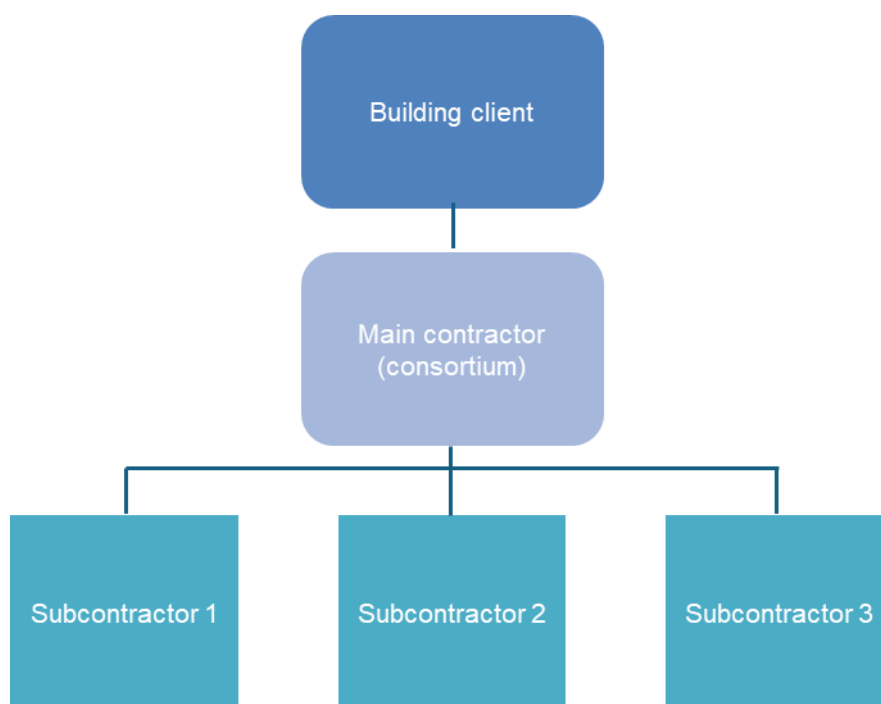 Building client
Main contractor
(consortium)
Subcontractor 1
Subcontractor 2
Subcontractor 3